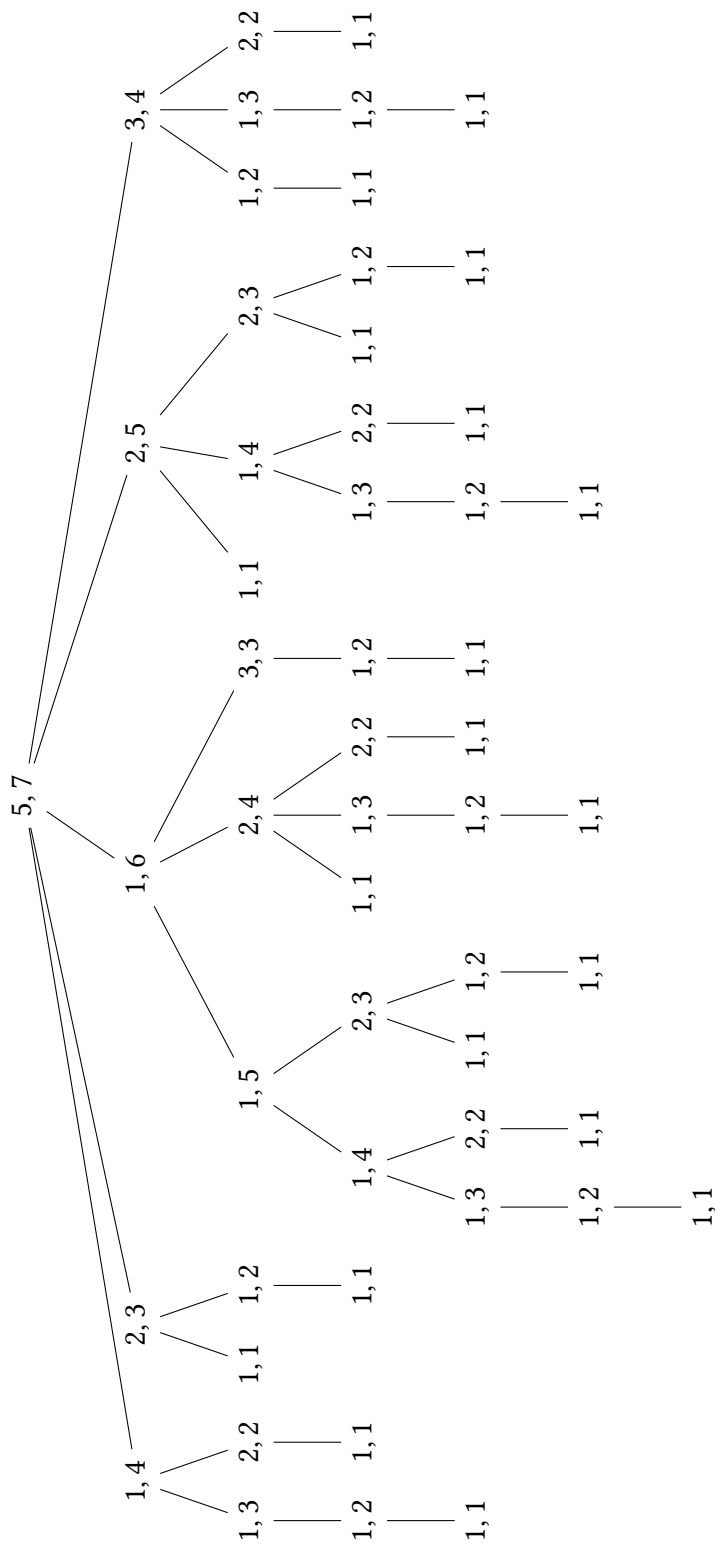 5, 7
1, 4 2, 3 1, 6 2, 5 3, 4
1, 3 2, 2 1, 1 1, 2 1, 5 2, 4 3, 3 1, 1 1, 4 2, 3 1, 2 1, 3 2, 2
1, 2 1, 1 1, 1 1, 4 2, 3 1, 1 1, 3 2, 2 1, 2 1, 3 2, 2 1, 1 1, 2 1, 1 1, 2 1, 1
1, 1 1, 3 2, 2 1, 1 1, 2 1, 2 1, 1 1, 1 1, 2 1, 1 1, 1 1, 1
1, 2 1, 1 1, 1 1, 1 1, 1
1, 1